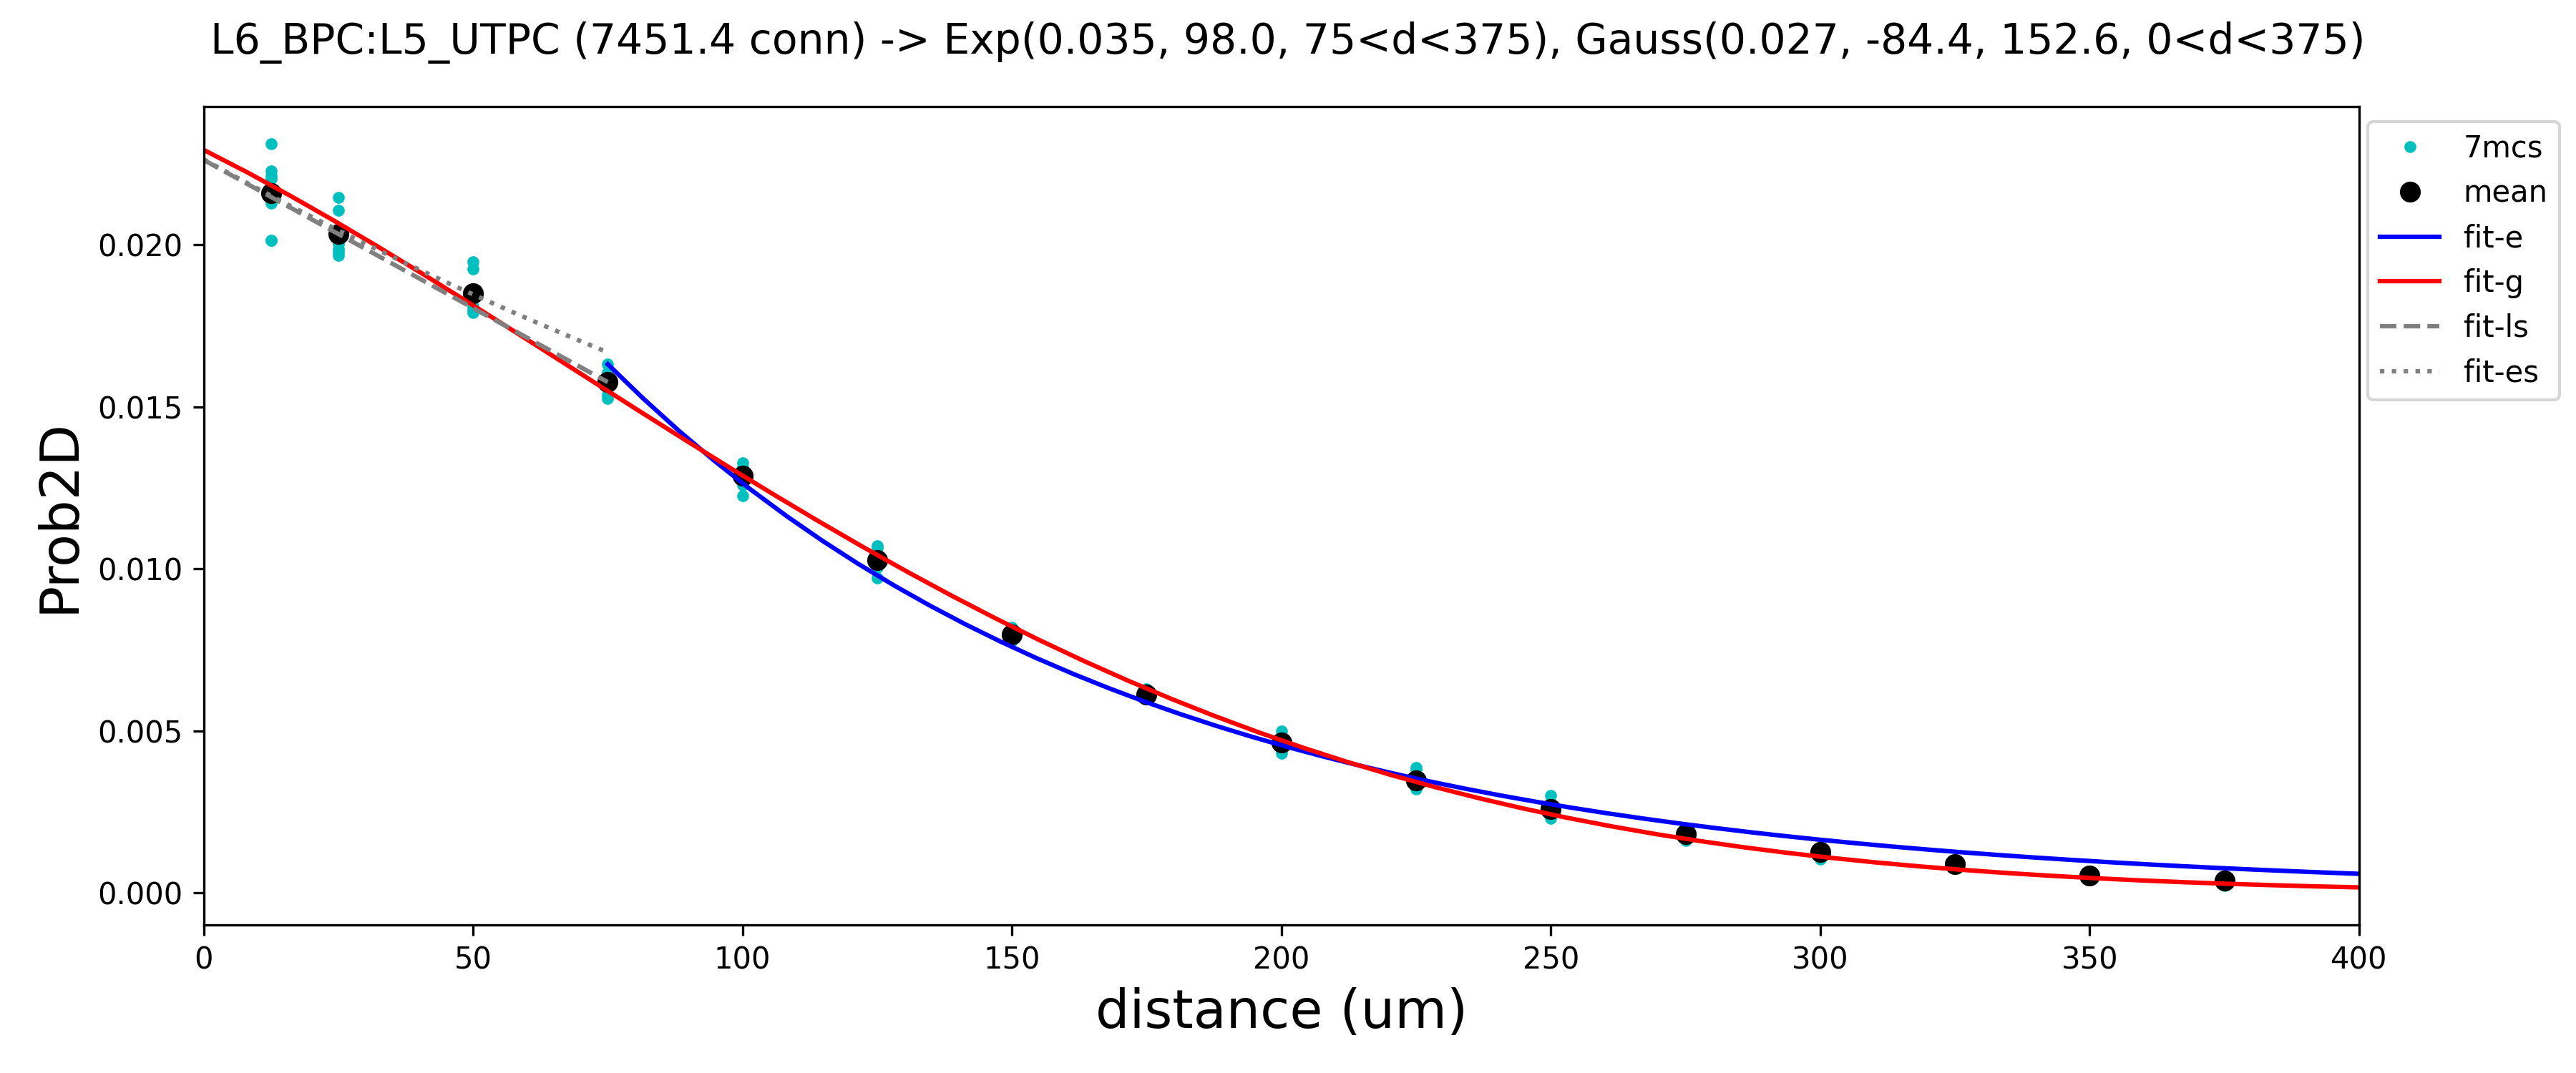 L6_BPC:L5_UTPC (7451.4 conn) -> Exp(0.035, 98.0, 75<d<375), Gauss(0.027, -84.4, 152.6, 0<d<375)
7mcs
mean
fit-e
fit-g
fit-ls
fit-es
Prob2D
0.020
0.015
0.010
0.005
0.000
0 50 100 150 200 250 300 350 400
distance (um)